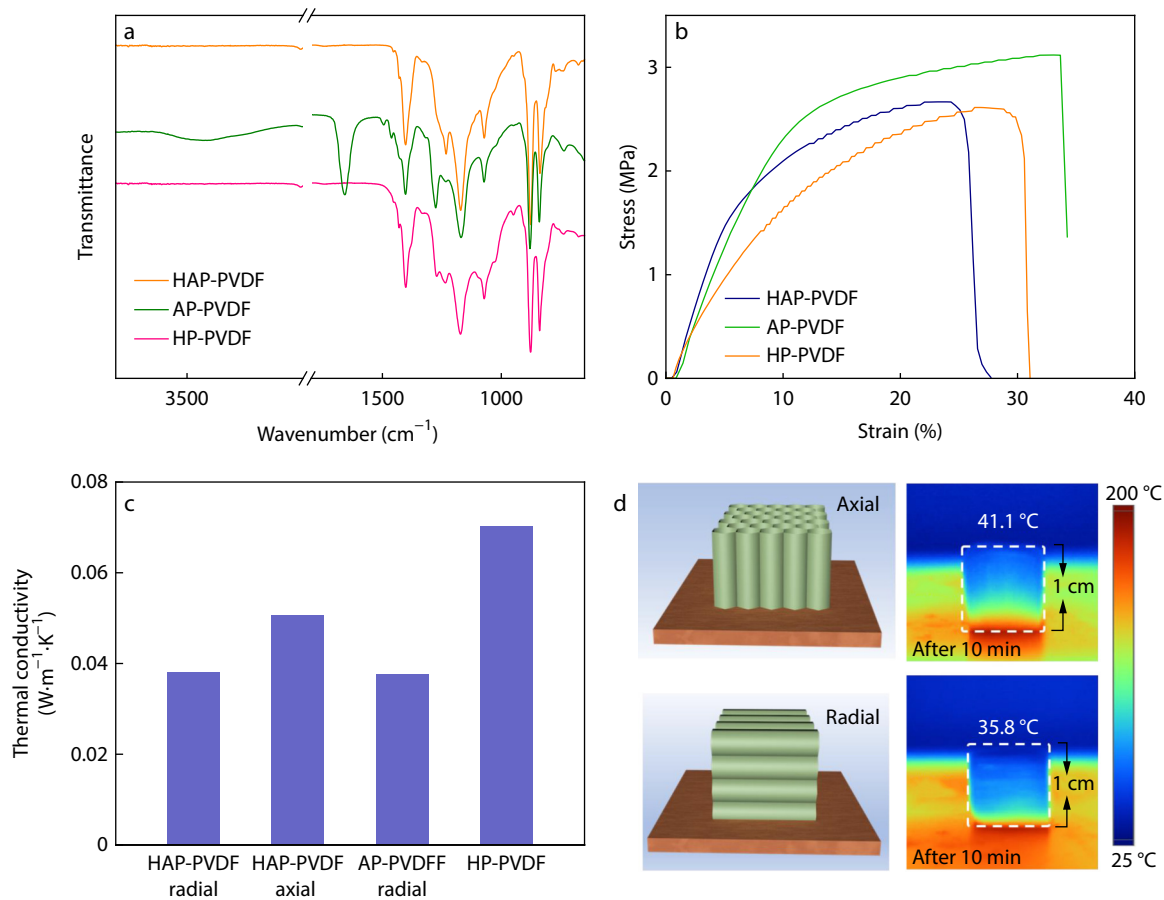 a
Transmittance
HAP-PVDF
AP-PVDF
HP-PVDF
3500
1500
1000
Wavenumber (cm⁻¹)
b
Stress (MPa)
3
2
1
0
HAP-PVDF
AP-PVDF
HP-PVDF
0
10
20
30
40
Strain (%)
c
Thermal conductivity
(W·m⁻¹·K⁻¹)
0.08
0.06
0.04
0.02
0
HAP-PVDF
radial
HAP-PVDF
axial
AP-PVDFF
radial
HP-PVDF
d
Axial
41.1 °C
1 cm
After 10 min
Radial
35.8 °C
1 cm
After 10 min
200 °C
25 °C